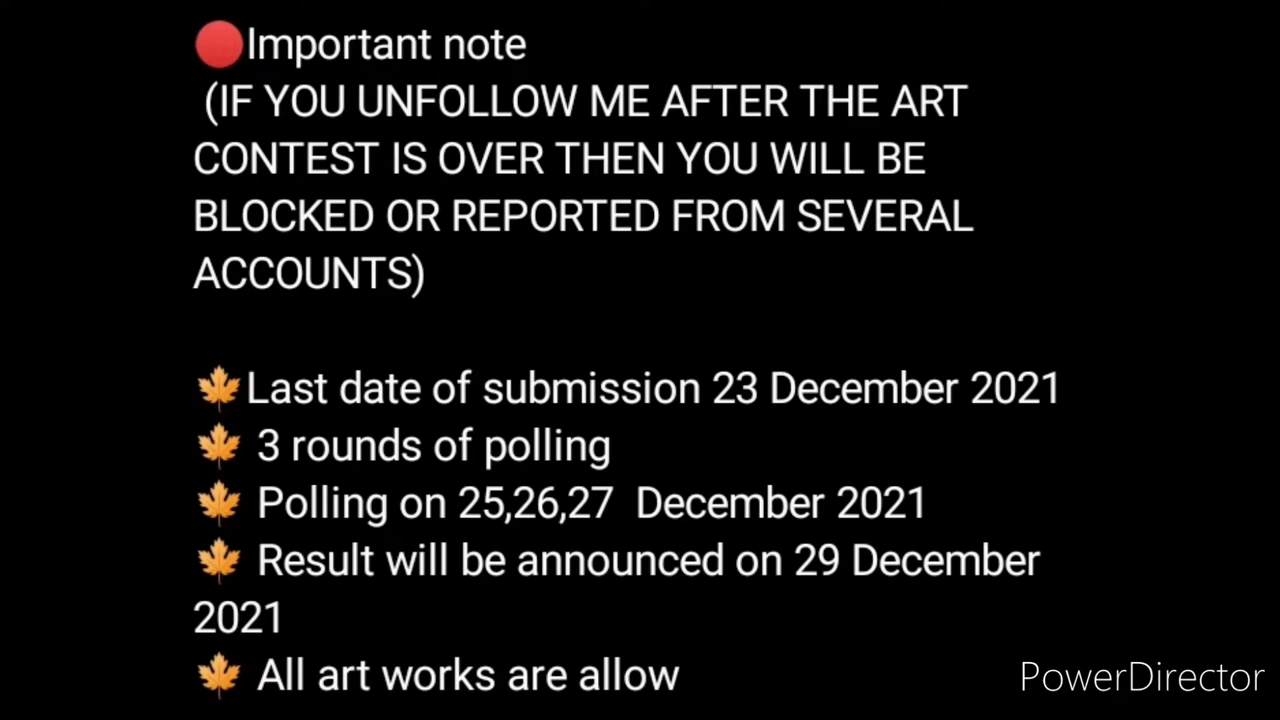 🔴Important note
(IF YOU UNFOLLOW ME AFTER THE ART
CONTEST IS OVER THEN YOU WILL BE
BLOCKED OR REPORTED FROM SEVERAL
ACCOUNTS)
🍁Last date of submission 23 December 2021
🍁 3 rounds of polling
🍁 Polling on 25,26,27  December 2021
🍁 Result will be announced on 29 December
2021
🍁 All art works are allow
PowerDirector